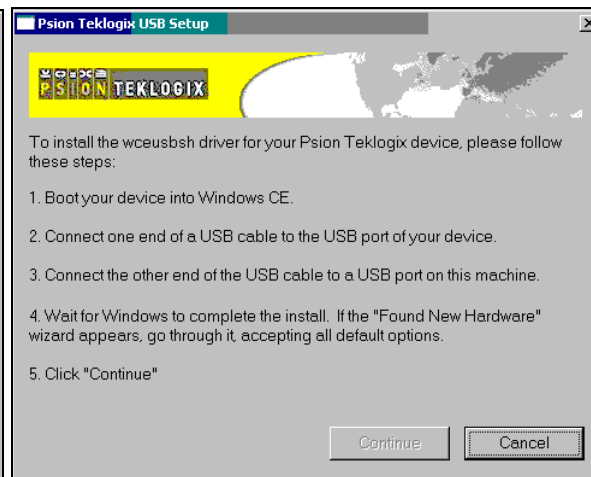 Psion Teklogix USB Setup
PSION TEKLOGIX
To install the wceusbsh driver for your Psion Teklogix device, please follow
these steps:
1. Boot your device into Windows CE.
2. Connect one end of a USB cable to the USB port of your device.
3. Connect the other end of the USB cable to a USB port on this machine.
4. Wait for Windows to complete the install. If the "Found New Hardware"
wizard appears, go through it, accepting all default options.
5. Click "Continue"
Continue
Cancel